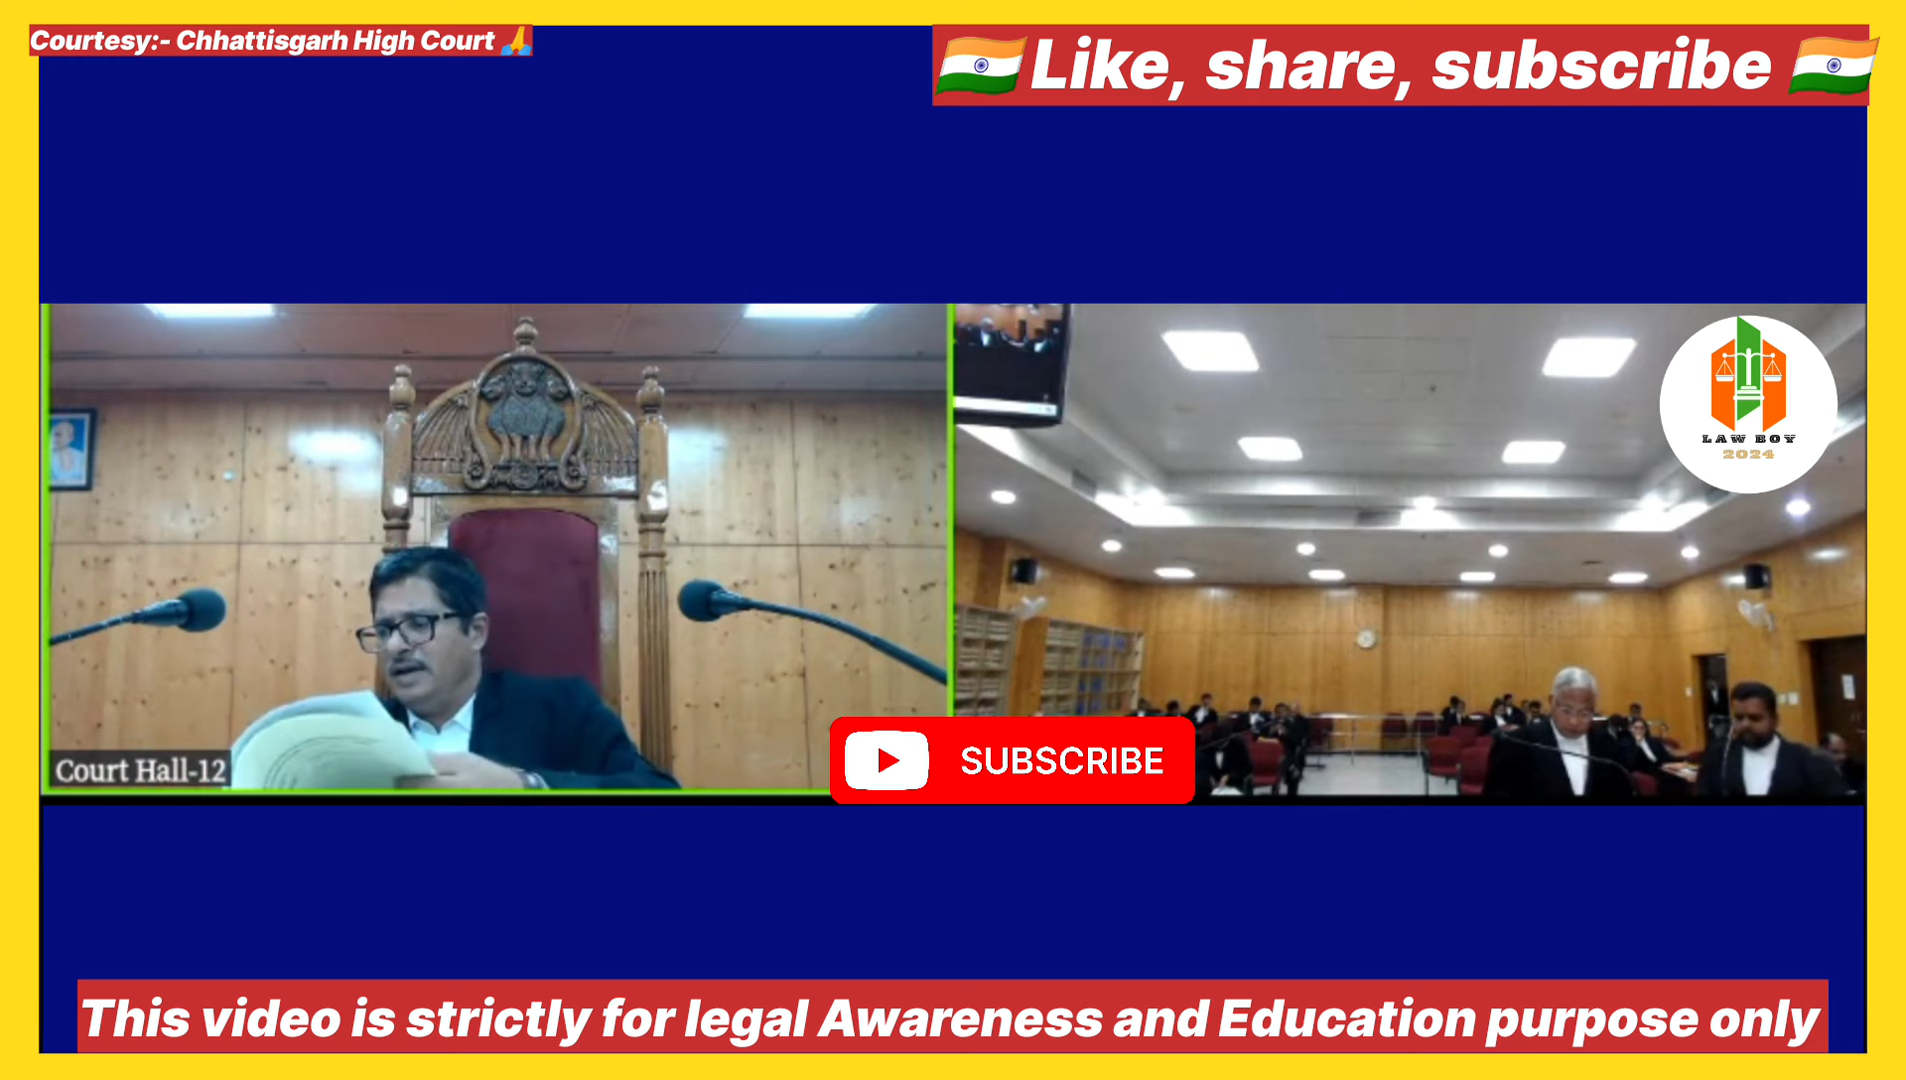 Courtesy:- Chhattisgarh High Court 🙏
🇮🇳Like, share, subscribe 🇮🇳
LAW BOY
2024
Court Hall-12
SUBSCRIBE
This video is strictly for legal Awareness and Education purpose only